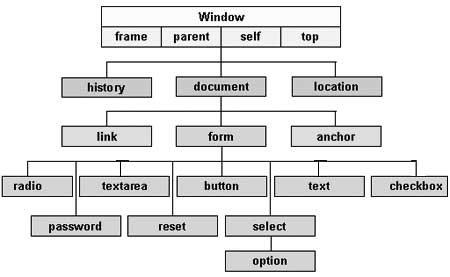 Window
frame parent self top
history document location
link form anchor
radio textarea button text checkbox
password reset select
option